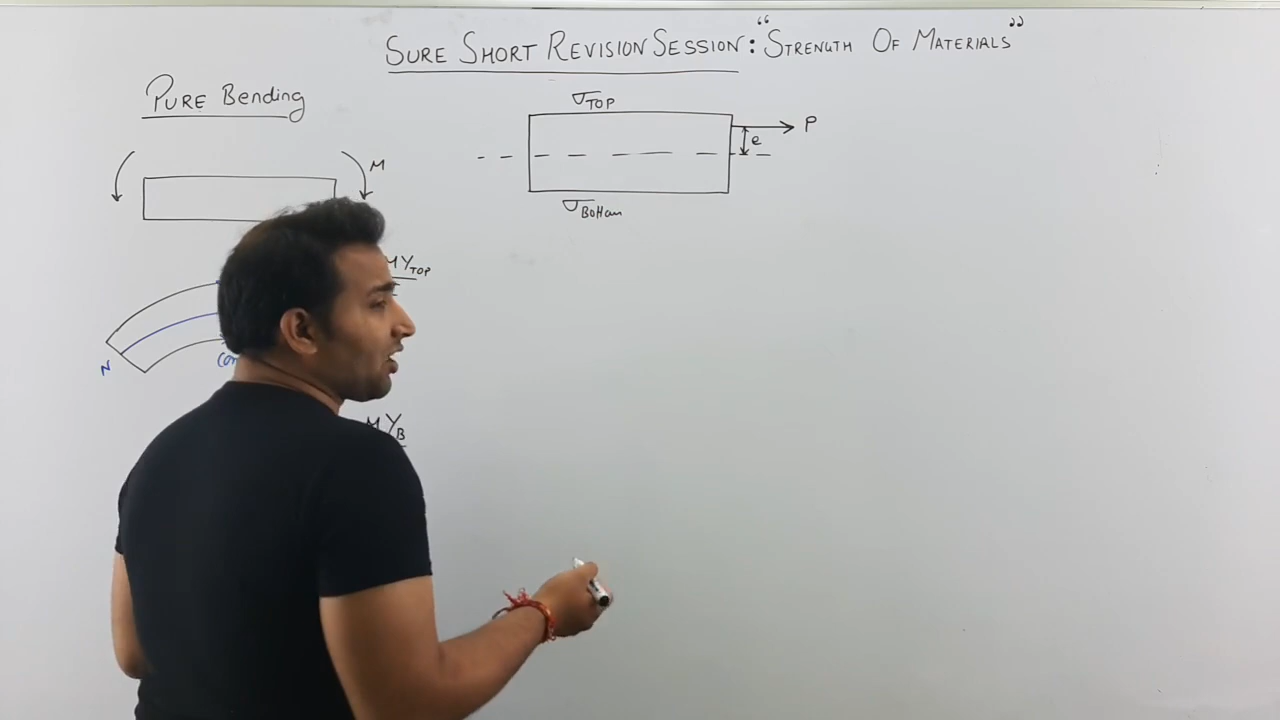 SURE SHORT REVISION SESSION: "STRENGTH OF MATERIALS"
PURE Bending
σTOP
P
e
M
σBottom
MYTOP
N
MYB